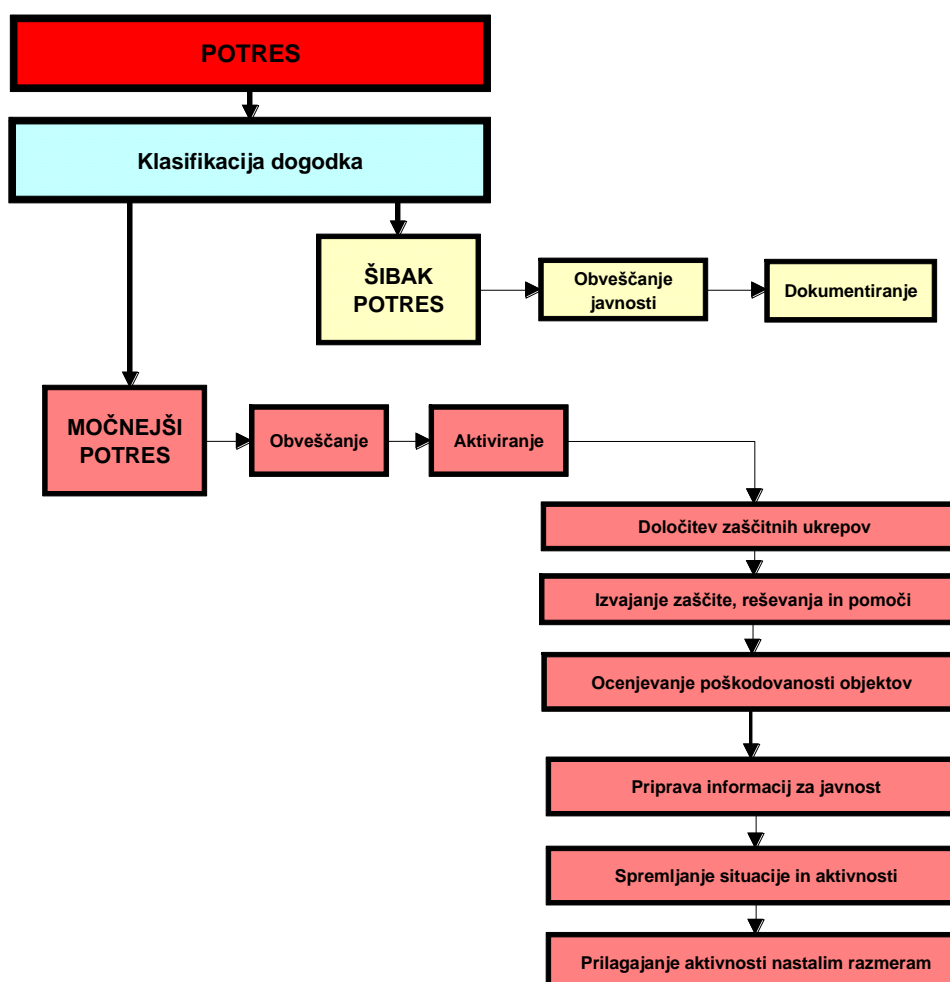 POTRES
Klasifikacija dogodka
ŠIBAK
POTRES
Obveščanje
javnosti
Dokumentiranje
MOČNEJŠI
POTRES
Obveščanje
Aktiviranje
Določitev zaščitnih ukrepov
Izvajanje zaščite, reševanja in pomoči
Ocenjevanje poškodovanosti objektov
Priprava informacij za javnost
Spremljanje situacije in aktivnosti
Prilagajanje aktivnosti nastalim razmeram